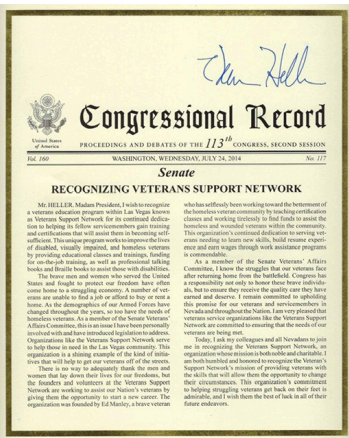 Dean Heller
Congressional Record
United States
of America
PROCEEDINGS AND DEBATES OF THE 113th CONGRESS, SECOND SESSION
Vol. 160
WASHINGTON, WEDNESDAY, JULY 24, 2014
No. 117
Senate
RECOGNIZING VETERANS SUPPORT NETWORK
Mr. HELLER. Madam President, I wish to recognize
a veterans education program within Las Vegas known
as Veterans Support Network for its continued dedica-
tion to helping its fellow servicemembers gain training
and certifications that will assist them in becoming self-
sufficient. This unique program works to improve the lives
of disabled, visually impaired, and homeless veterans
by providing educational classes and trainings, funding
for on-the-job training, as well as professional talking
books and Braille books to assist those with disabilities.
The brave men and women who served the United
States and fought to protect our freedom have often
come home to a struggling economy. A number of vet-
erans are unable to find a job or afford to buy or rent a
home. As the demographics of our Armed Forces have
changed throughout the years, so too have the needs of
homeless veterans. As a member of the Senate Veterans'
Affairs Committee, this is an issue I have been personally
involved with and have introduced legislation to address.
Organizations like the Veterans Support Network serve
to help those in need in the Las Vegas community. This
organization is a shining example of the kind of initia-
tives that will help to get our veterans off of the streets.
There is no way to adequately thank the men and
women that lay down their lives for our freedoms, but
the founders and volunteers at the Veterans Support
Network are working to assist our Nation's veterans by
giving them the opportunity to start a new career. The
organization was founded by Ed Manley, a brave veteran
who has selflessly been working toward the betterment of
the homeless veteran community by teaching certification
classes and working tirelessly to find funds to assist the
homeless and wounded veterans within the community.
This organization's continued dedication to serving vet-
erans needing to learn new skills, build resume experi-
ence and earn wages through work assistance programs
is commendable.
As a member of the Senate Veterans' Affairs
Committee, I know the struggles that our veterans face
after returning home from the battlefield. Congress has
a responsibility not only to honor these brave individu-
als, but to ensure they receive the quality care they have
earned and deserve. I remain committed to upholding
this promise for our veterans and servicemembers in
Nevada and throughout the Nation. I am very pleased that
veterans service organizations like the Veterans Support
Network are committed to ensuring that the needs of our
veterans are being met.
Today, I ask my colleagues and all Nevadans to join
me in recognizing the Veterans Support Network, an
organization whose mission is both noble and charitable. I
am both humbled and honored to recognize the Veteran's
Support Network's mission of providing veterans with
the skills that will allow them the opportunity to change
their circumstances. This organization's commitment
to helping struggling veterans get back on their feet is
admirable, and I wish them the best of luck in all of their
future endeavors.